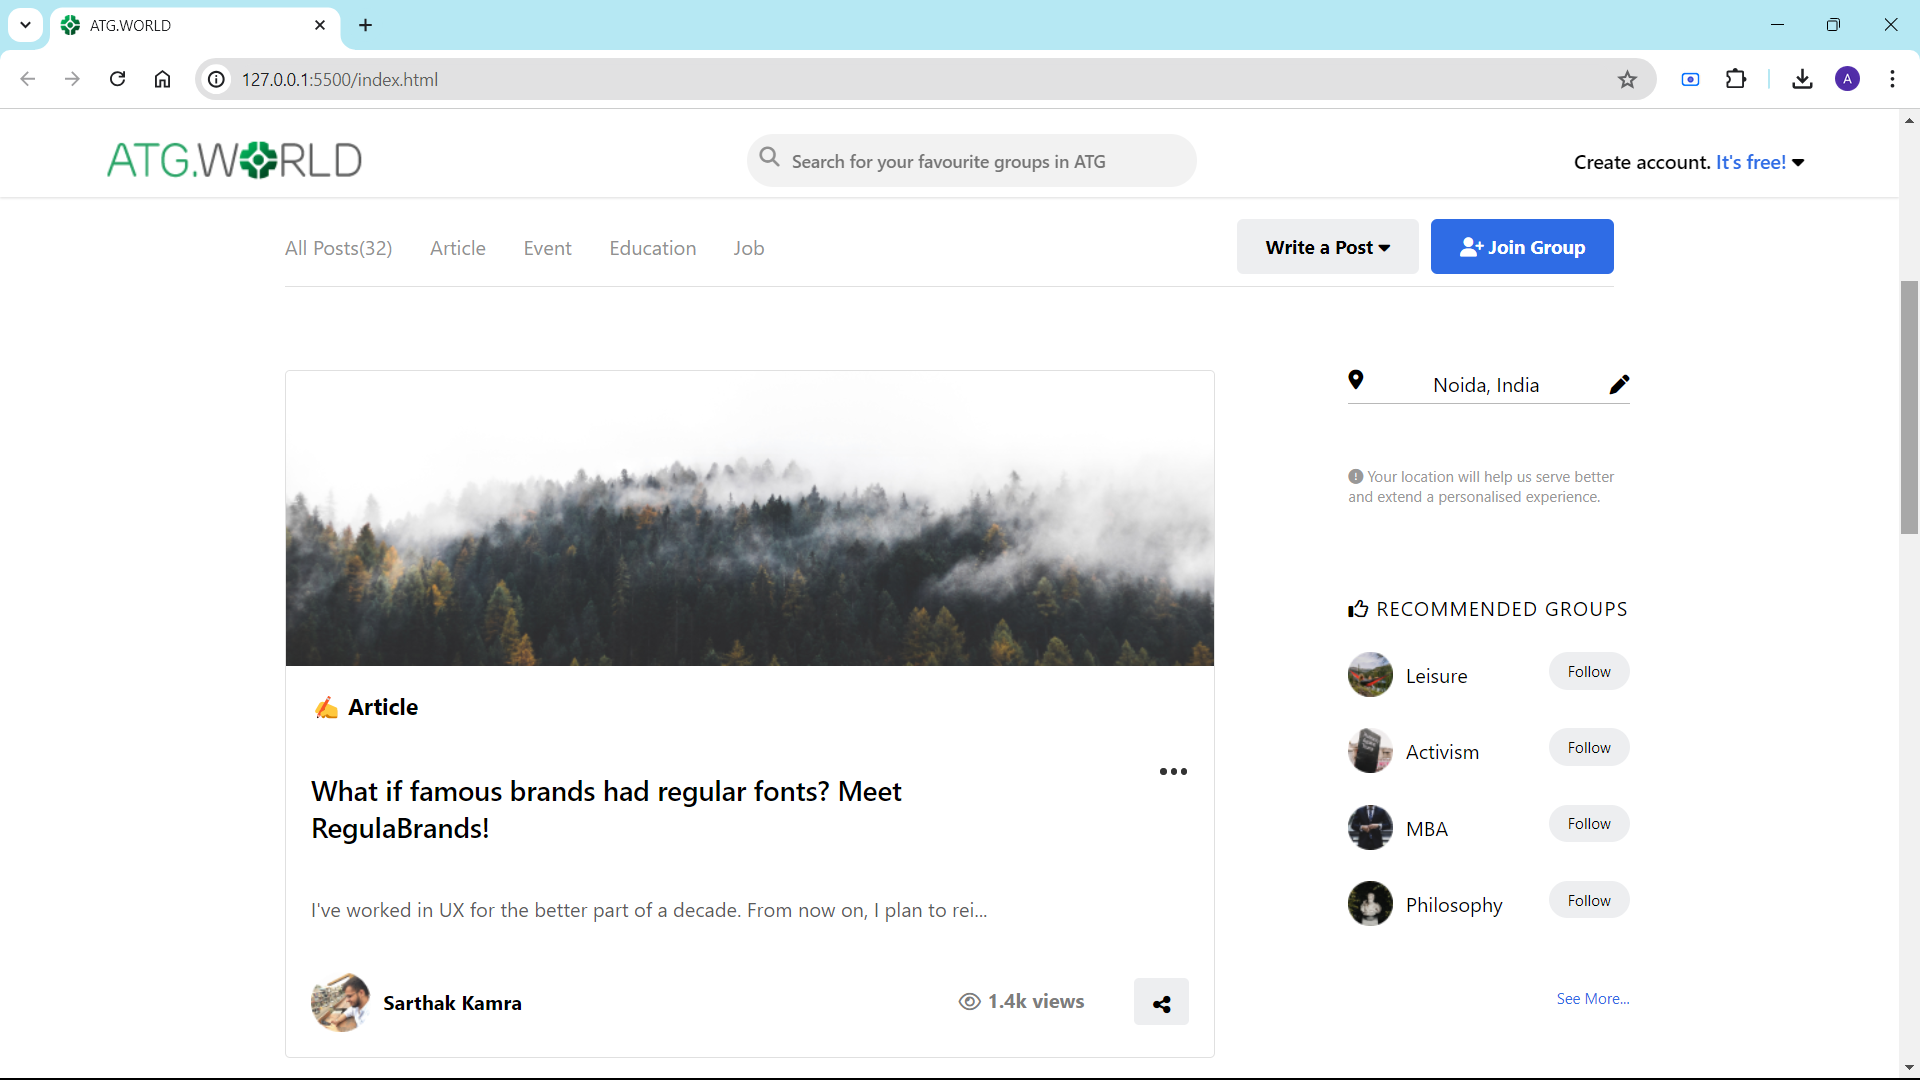 ATG.WORLD
127.0.0.1:5500/index.html
A
ATG.WORLD
Search for your favourite groups in ATG
Create account. It's free!
All Posts(32) Article Event Education Job
Write a Post
Join Group
Noida, India
Your location will help us serve better
and extend a personalised experience.
RECOMMENDED GROUPS
Leisure Follow
Activism Follow
MBA Follow
Philosophy Follow
See More...
✍️ Article
What if famous brands had regular fonts? Meet
RegulaBrands!
I've worked in UX for the better part of a decade. From now on, I plan to rei...
Sarthak Kamra
1.4k views